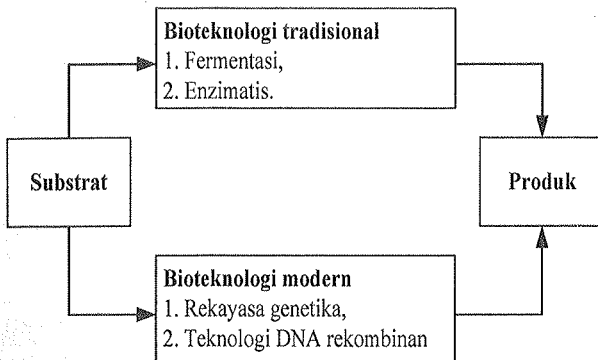 Bioteknologi tradisional
1. Fermentasi,
2. Enzimatis.
Substrat
Produk
Bioteknologi modern
1. Rekayasa genetika,
2. Teknologi DNA rekombinan